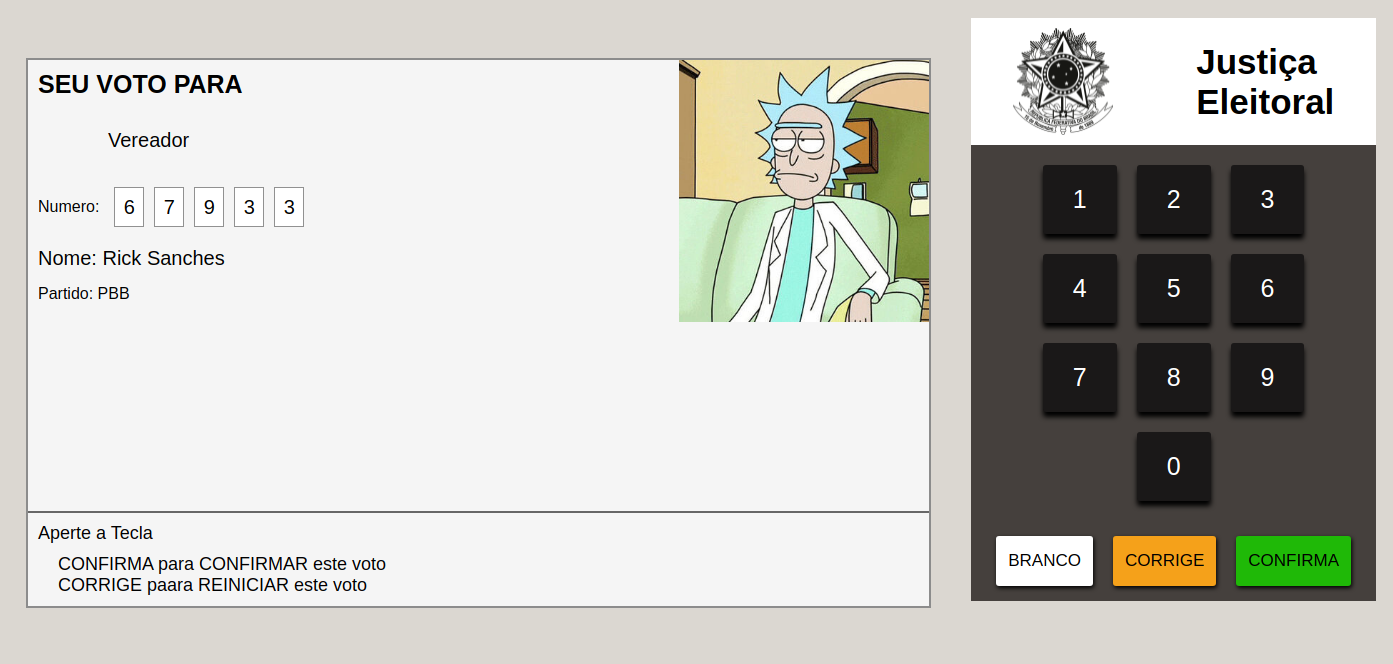 SEU VOTO PARA
Vereador
Numero: 6 7 9 3 3
Nome: Rick Sanches
Partido: PBB
Aperte a Tecla
CONFIRMA para CONFIRMAR este voto
CORRIGE paara REINICIAR este voto
Justiça
Eleitoral
1 2 3
4 5 6
7 8 9
0
BRANCO CORRIGE CONFIRMA